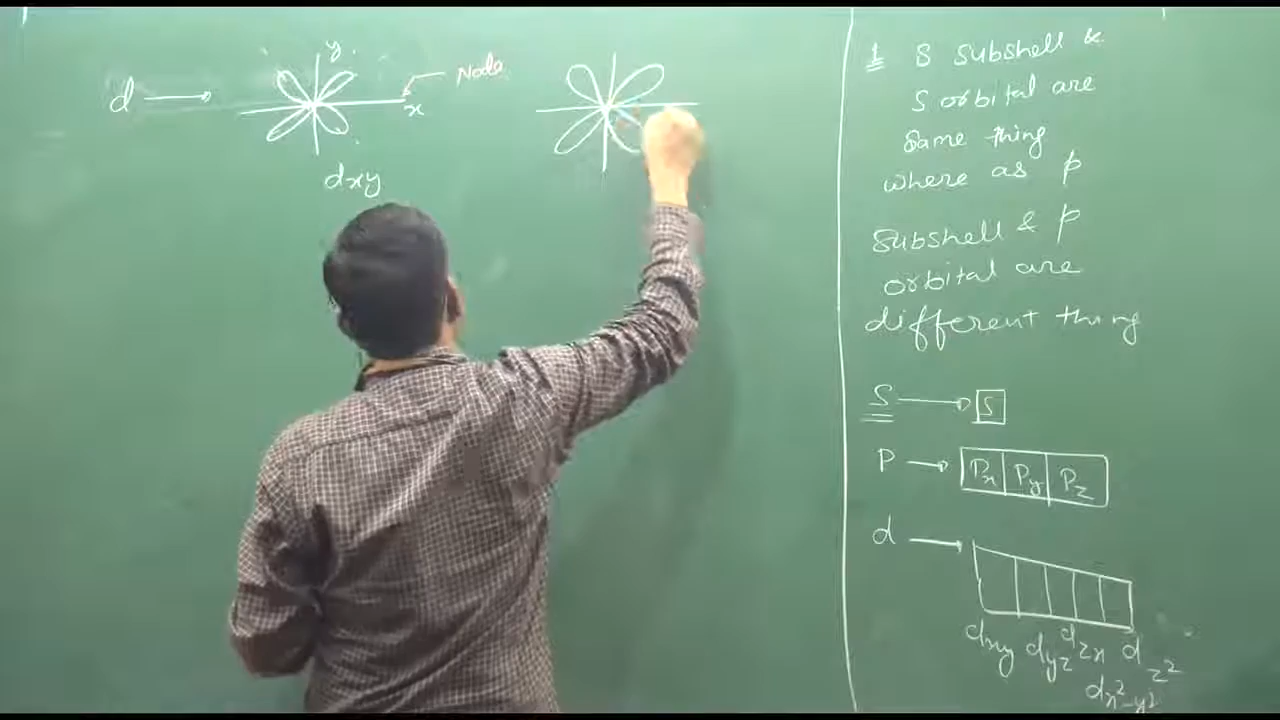 d
y
Node
x
dxy
1 S subshell &
S orbital are
Same thing
where as p
Subshell & p
orbital are
different thing
S S
P Px Py Pz
d
dxy dyz dzx d z²
dx²-y²